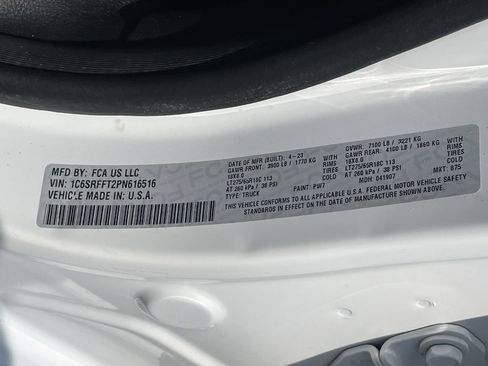 MFD BY: FCA US LLC
VIN: 1C6SRFFT2PN616516
VEHICLE MADE IN: U.S.A.
DATE OF MFR (BUILT): 4-23
GAWR FRONT: 3900 LB / 1770 KG WITH
18X8.0 RIMS
LT275/65R18C 113 TIRES
AT 260 kPa / 38 PSI COLD
TYPE: TRUCK PAINT: PW7
GVWR: 7100 LB / 3221 KG
GAWR REAR: 4100 LB / 1860 KG WITH
18X8.0 RIMS
LT275/65R18C 113 TIRES
AT 260 kPa / 38 PSI COLD
MDH: 041907 MKT: 875
THIS VEHICLE CONFORMS TO ALL APPLICABLE U.S.A. FEDERAL MOTOR VEHICLE
SAFETY STANDARDS IN EFFECT ON THE DATE OF MANUFACTURE SHOWN ABOVE